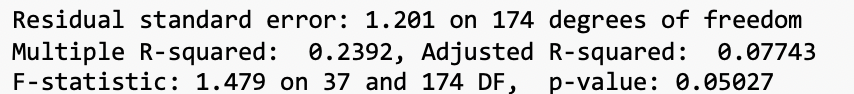 Residual standard error: 1.201 on 174 degrees of freedom
Multiple R-squared:  0.2392, Adjusted R-squared:  0.07743
F-statistic: 1.479 on 37 and 174 DF,  p-value: 0.05027